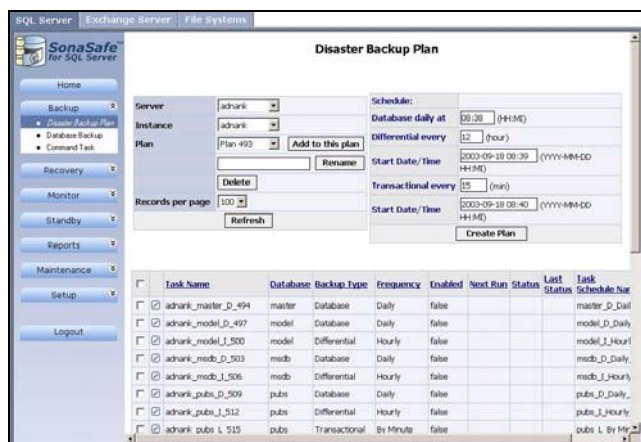 SQL Server Exchange Server File Systems
SonaSafe™
for SQL Server
Home
Backup
Disaster Backup Plan
Database Backup
Command Task
Recovery
Monitor
Standby
Reports
Maintenance
Setup
Logout
Disaster Backup Plan
Server adnank
Instance adnank
Plan Plan 493 Add to this plan
Rename
Delete
Records per page 100
Refresh
Schedule:
Database daily at 08:38 (HH:MI)
Differential every 12 (hour)
Start Date/Time 2003-09-18 08:39 (YYYY-MM-DD HH:MI)
Transactional every 15 (min)
Start Date/Time 2003-09-18 08:40 (YYYY-MM-DD HH:MI)
Create Plan
Task Name Database Backup Type Frequency Enabled Next Run Status Last Status Task Schedule Nar
adnank_master_D_494 master Database Daily false master_D_Dail
adnank_model_D_497 model Database Daily false model_D_Daily
adnank_model_I_500 model Differential Hourly false model_I_Hourl
adnank_msdb_D_503 msdb Database Daily false msdb_D_Daily_
adnank_msdb_I_506 msdb Differential Hourly false msdb_I_Hourly
adnank_pubs_D_509 pubs Database Daily false pubs_D_Daily_
adnank_pubs_I_512 pubs Differential Hourly false pubs_I_Hourly_
adnank_pubs_L_515 pubs Transactional By Minute false pubs_L_By Mir